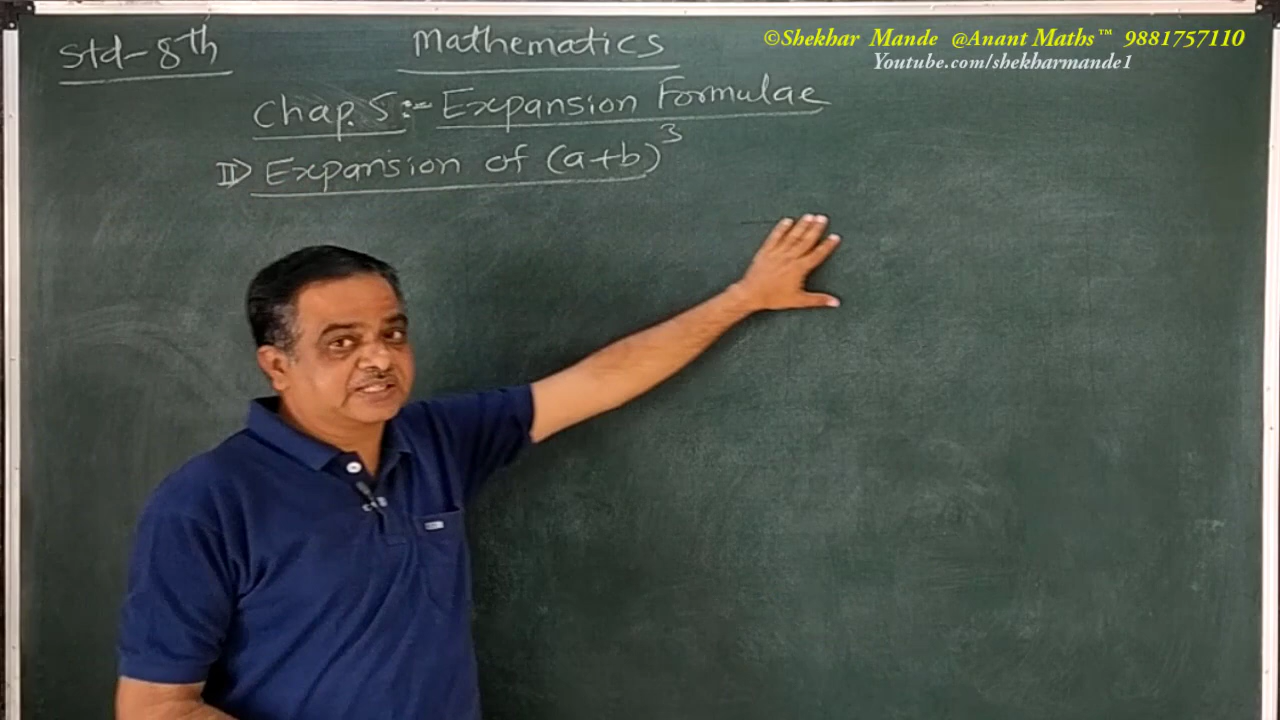 Std-8th
Mathematics
©Shekhar Mande @Anant Maths™ 9881757110
Youtube.com/shekharmande1
Chap. 5:- Expansion Formulae
II) Expansion of (a+b)³